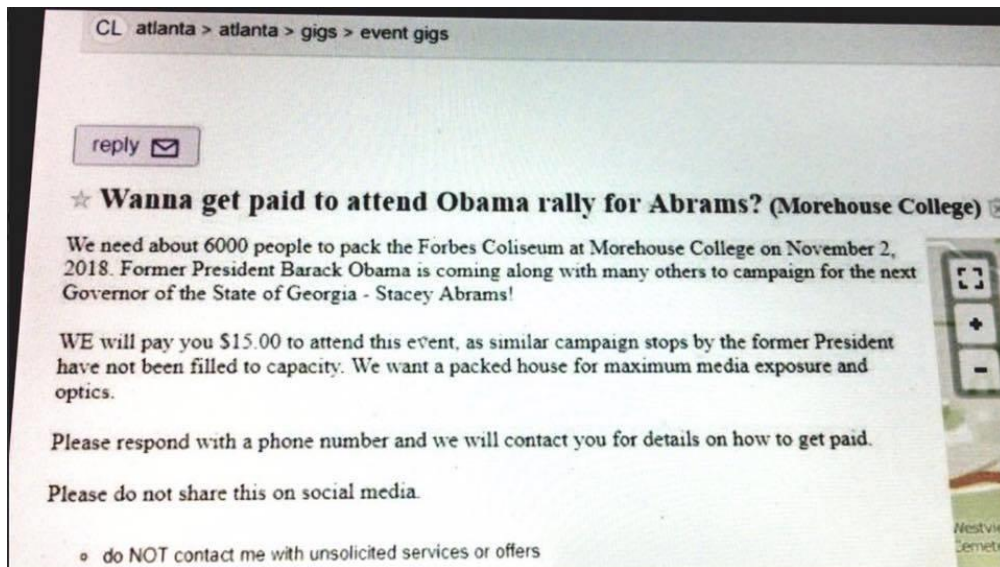 CL atlanta > atlanta > gigs > event gigs
reply
☆ Wanna get paid to attend Obama rally for Abrams? (Morehouse College)
We need about 6000 people to pack the Forbes Coliseum at Morehouse College on November 2,
2018. Former President Barack Obama is coming along with many others to campaign for the next
Governor of the State of Georgia - Stacey Abrams!
WE will pay you $15.00 to attend this event, as similar campaign stops by the former President
have not been filled to capacity. We want a packed house for maximum media exposure and
optics.
Please respond with a phone number and we will contact you for details on how to get paid.
Please do not share this on social media.
do NOT contact me with unsolicited services or offers